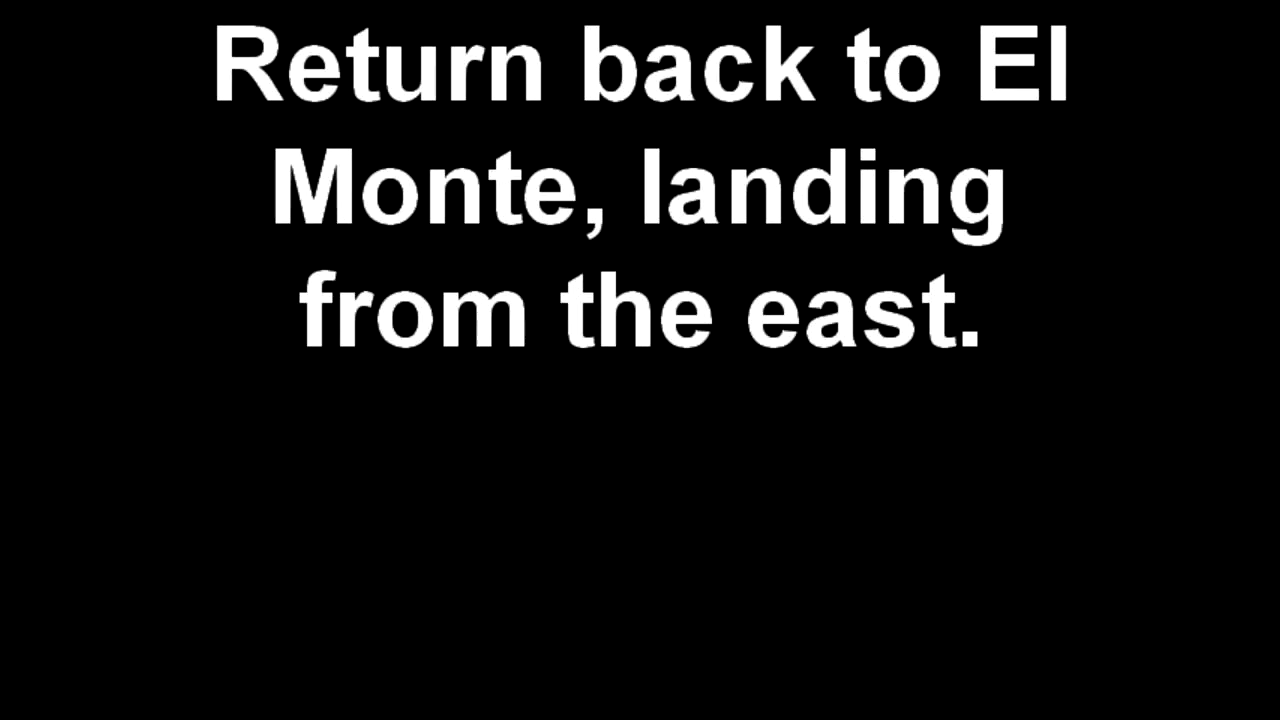 Return back to El
Monte, landing
from the east.